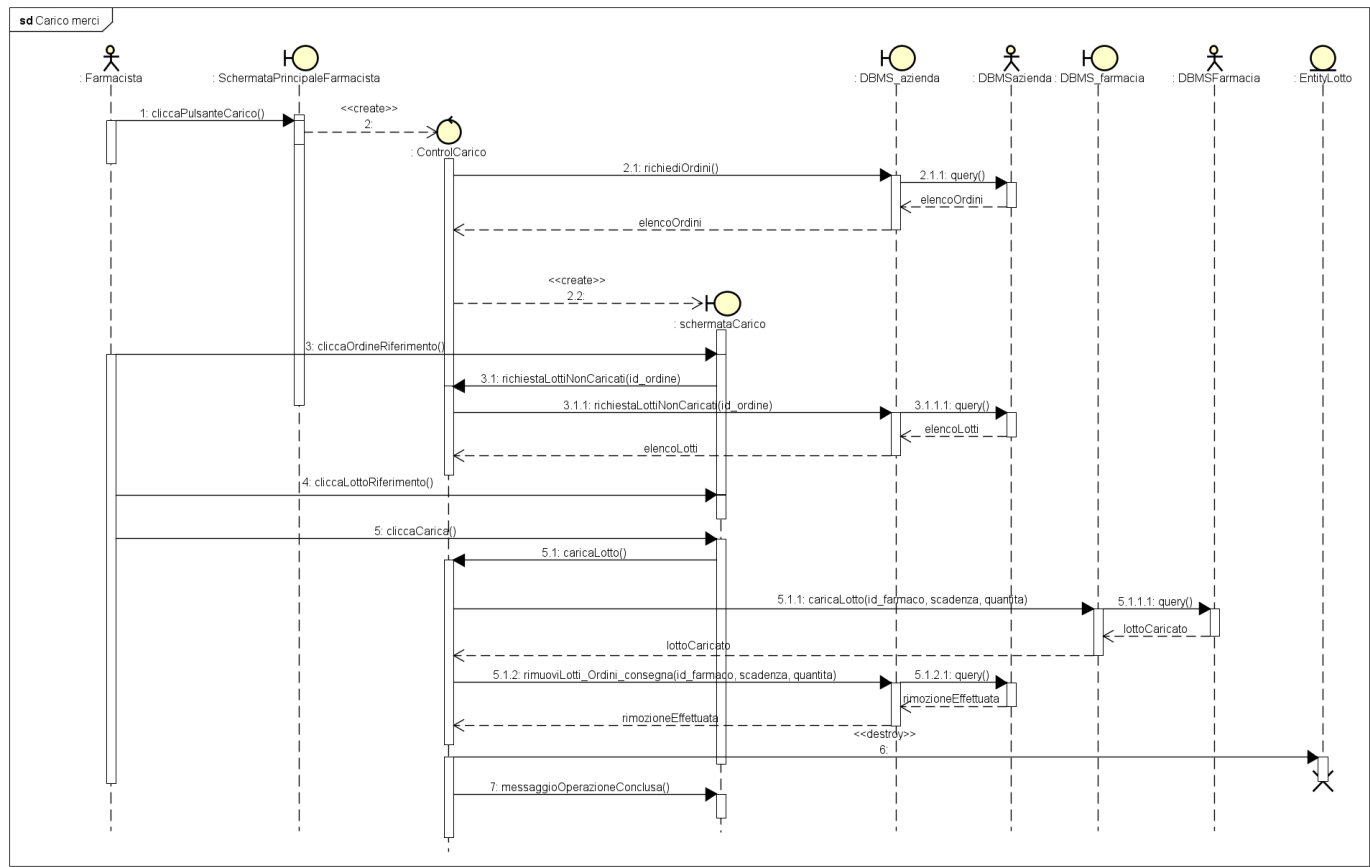 sd Carico merci
: Farmacista
: SchermataPrincipaleFarmacista
: DBMS_azienda
: DBMSazienda
: DBMS_farmacia
: DBMSFarmacia
: EntityLotto
1: cliccaPulsanteCarico()
<<create>>
2:
: ControlCarico
2.1: richiediOrdini()
2.1.1: query()
elencoOrdini
elencoOrdini
<<create>>
2.2:
: schermataCarico
3: cliccaOrdineRiferimento()
3.1: richiestaLottiNonCaricati(id_ordine)
3.1.1: richiestaLottiNonCaricati(id_ordine)
3.1.1.1: query()
elencoLotti
elencoLotti
4: cliccaLottoRiferimento()
5: cliccaCarica()
5.1: caricaLotto()
5.1.1: caricaLotto(id_farmaco, scadenza, quantita)
5.1.1.1: query()
lottoCaricato
lottoCaricato
5.1.2: rimuoviLotti_Ordini_consegna(id_farmaco, scadenza, quantita)
5.1.2.1: query()
rimozioneEffettuata
rimozioneEffettuata
<<destroy>>
6:
7: messaggioOperazioneConclusa()